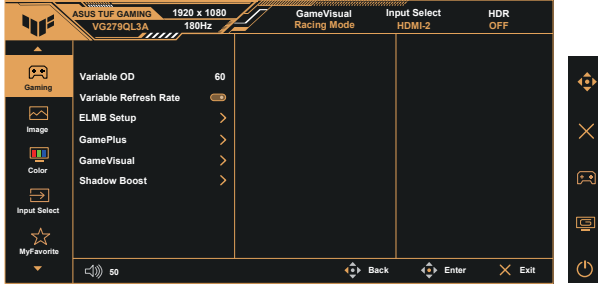 ASUS TUF GAMING 1920 x 1080 GameVisual Input Select HDR
VG279QL3A 180Hz Racing Mode HDMI-2 OFF
Gaming
Image
Color
Input Select
MyFavorite
Variable OD 60
Variable Refresh Rate
ELMB Setup
GamePlus
GameVisual
Shadow Boost
50 Back Enter Exit